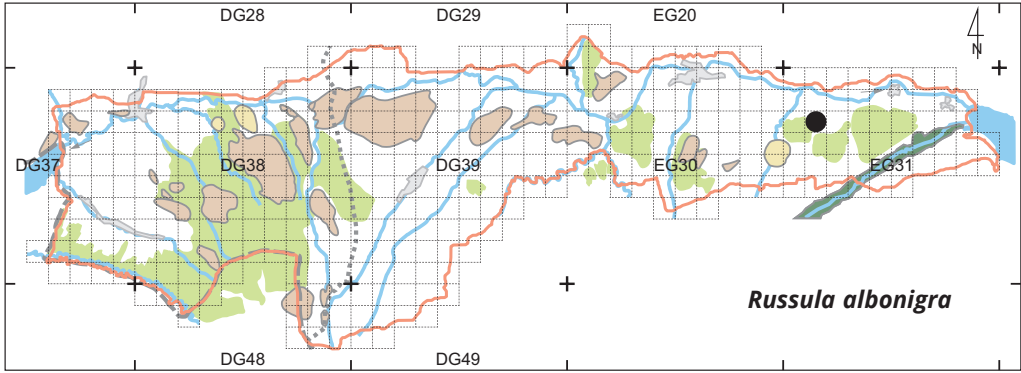 DG28 DG29 EG20
N
DG37 DG38 DG39 EG30 EG31
Russula albonigra
DG48 DG49